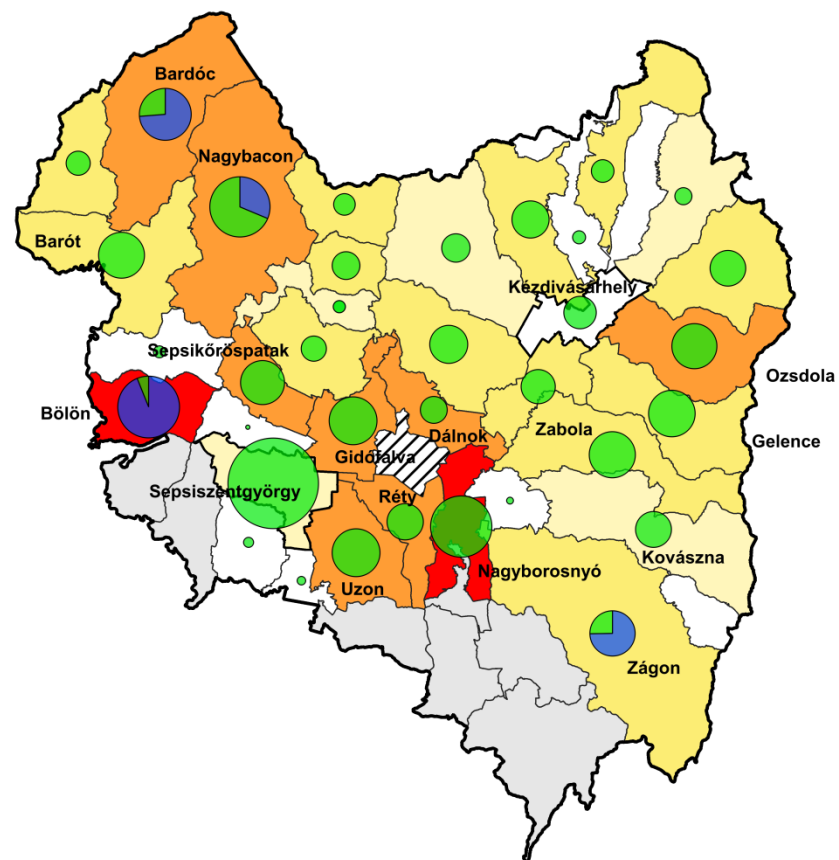 Bardóc
Nagybacon
Barót
Kézdivásárhely
Sepsikőröspatak
Ozsdola
Bölön
Dálnok
Zabola
Gelence
Gidófalva
Sepsiszentgyörgy
Réty
Kovászna
Nagyborosnyó
Uzon
Zágon